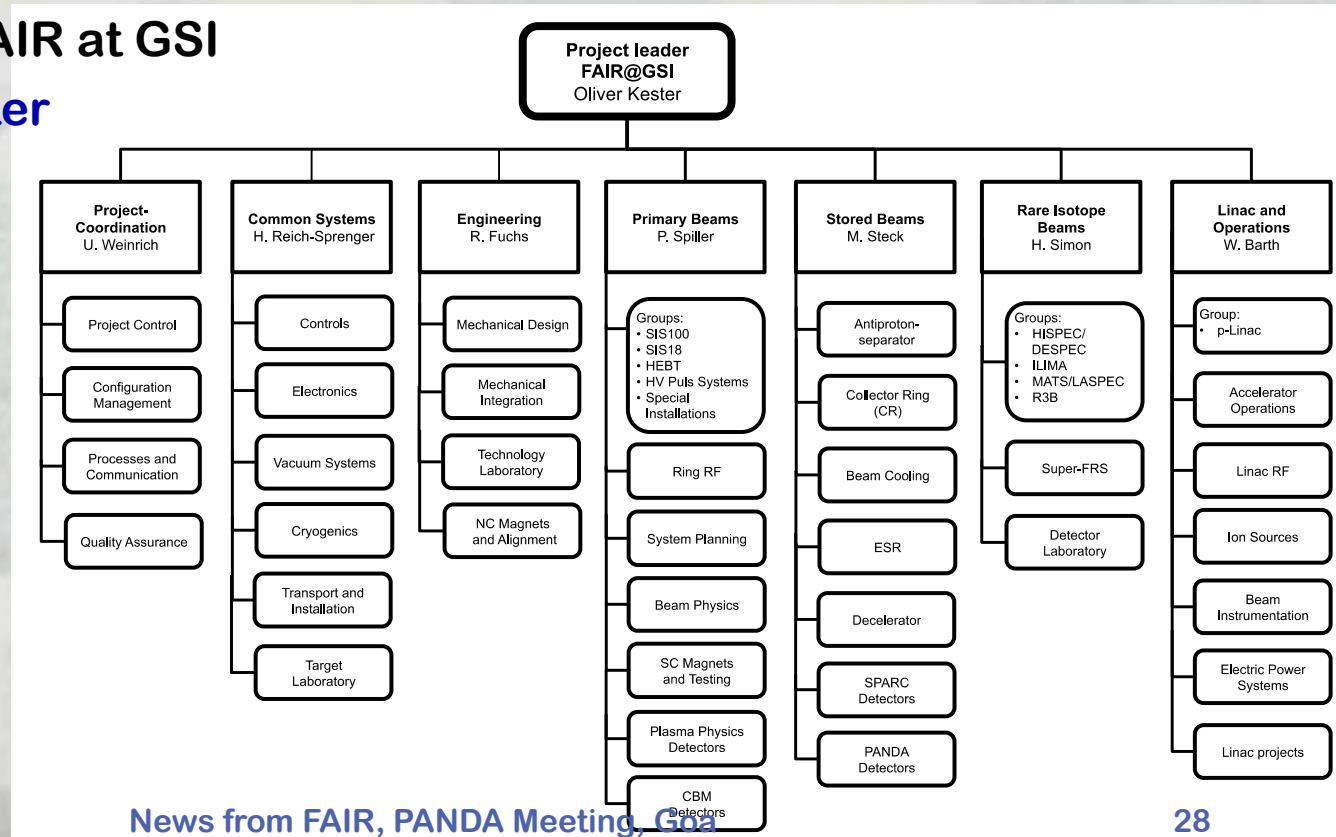 AIR at GSI
Project leader
FAIR@GSI
Oliver Kester
Project-
Coordination
U. Weinrich
Project Control
Configuration
Management
Processes and
Communication
Quality Assurance
Common Systems
H. Reich-Sprenger
Controls
Electronics
Vacuum Systems
Cryogenics
Transport and
Installation
Target
Laboratory
Engineering
R. Fuchs
Mechanical Design
Mechanical
Integration
Technology
Laboratory
NC Magnets
and Alignment
Primary Beams
P. Spiller
Groups:
• SIS100
• SIS18
• HEBT
• HV Puls Systems
• Special
Installations
Ring RF
System Planning
Beam Physics
SC Magnets
and Testing
Plasma Physics
Detectors
CBM
Detectors
Stored Beams
M. Steck
Antiproton-
separator
Collector Ring
(CR)
Beam Cooling
ESR
Decelerator
SPARC
Detectors
PANDA
Detectors
Rare Isotope
Beams
H. Simon
Groups:
• HISPEC/
DESPEC
• ILIMA
• MATS/LASPEC
• R3B
Super-FRS
Detector
Laboratory
Linac and
Operations
W. Barth
Group:
• p-Linac
Accelerator
Operations
Linac RF
Ion Sources
Beam
Instrumentation
Electric Power
Systems
Linac projects
News from FAIR, PANDA Meeting, Goa
28